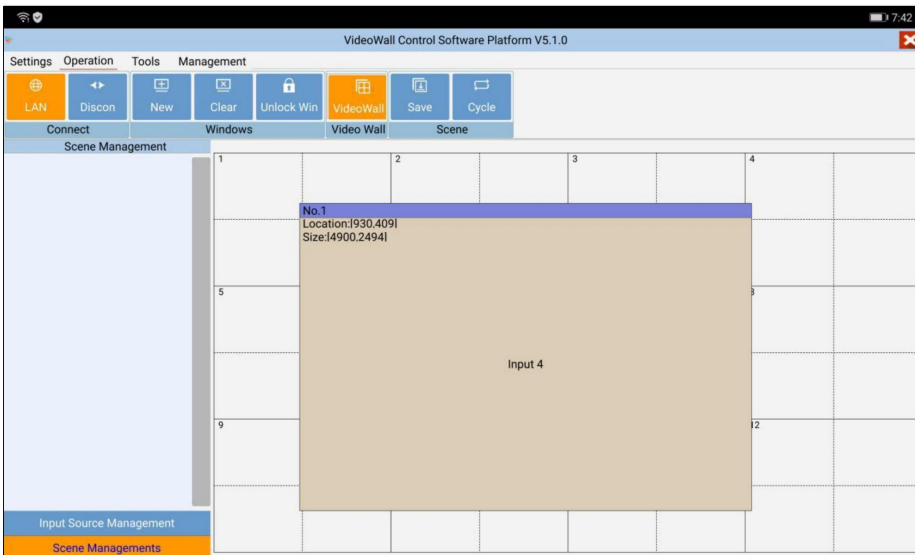 7:42
VideoWall Control Software Platform V5.1.0
Settings Operation Tools Management
LAN Discon New Clear Unlock Win VideoWall Save Cycle
Connect Windows Video Wall Scene
Scene Management
1 2 3 4
No.1
Location:|930,409|
Size:|4900,2494|
5
Input 4
9 12
Input Source Management
Scene Managements